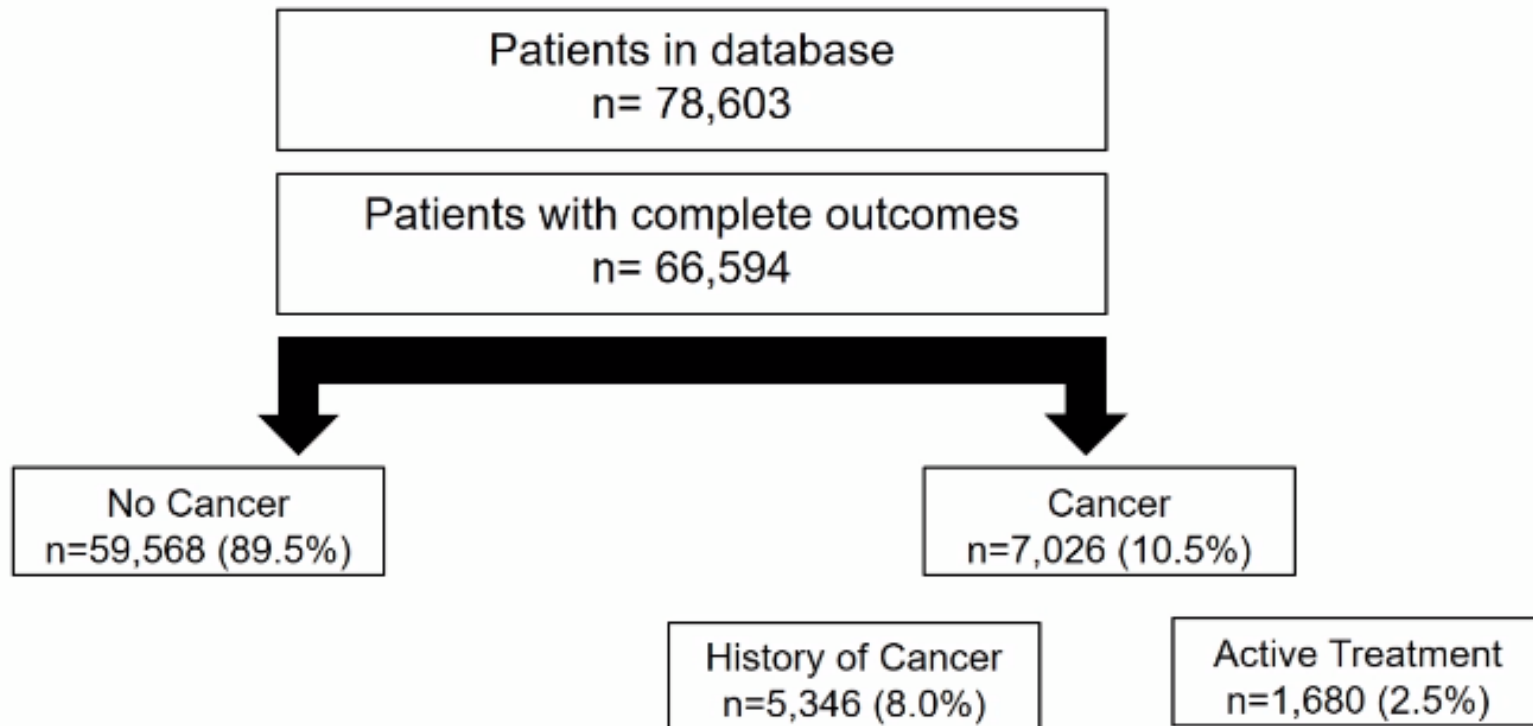 Patients in database
n= 78,603
Patients with complete outcomes
n= 66,594
No Cancer
n=59,568 (89.5%)
Cancer
n=7,026 (10.5%)
History of Cancer
n=5,346 (8.0%)
Active Treatment
n=1,680 (2.5%)